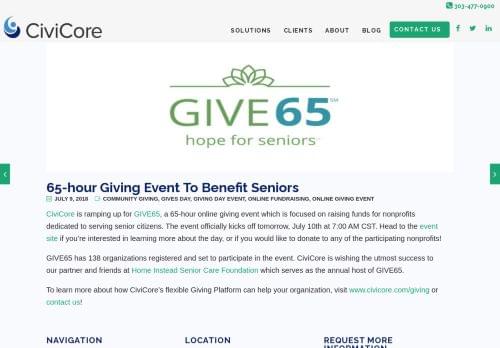 303-477-0900
CiviCore
SOLUTIONS CLIENTS ABOUT BLOG CONTACT US
GIVE65 SM
hope for seniors
65-hour Giving Event To Benefit Seniors
JULY 9, 2018 COMMUNITY GIVING, GIVES DAY, GIVING DAY EVENT, ONLINE FUNDRAISING, ONLINE GIVING EVENT
CiviCore is ramping up for GIVE65, a 65-hour online giving event which is focused on raising funds for nonprofits
dedicated to serving senior citizens. The event officially kicks off tomorrow, July 10th at 7:00 AM CST. Head to the event
site if you're interested in learning more about the day, or if you would like to donate to any of the participating nonprofits!
GIVE65 has 138 organizations registered and set to participate in the event. CiviCore is wishing the utmost success to
our partner and friends at Home Instead Senior Care Foundation which serves as the annual host of GIVE65.
To learn more about how CiviCore's flexible Giving Platform can help your organization, visit www.civicore.com/giving or
contact us!
NAVIGATION LOCATION REQUEST MORE
INFORMATION